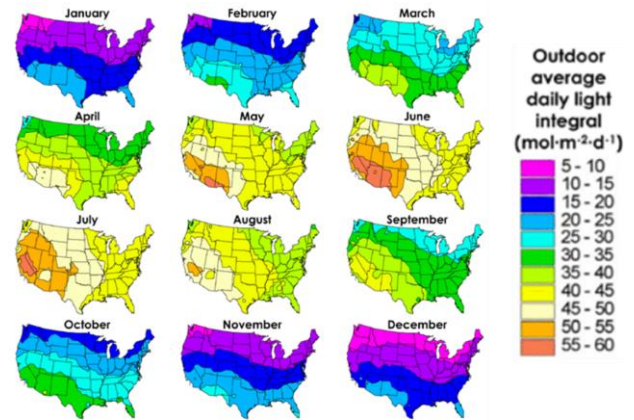 January
February
March
April
May
June
July
August
September
October
November
December
Outdoor
average
daily light
integral
(mol·m-2·d-1)
5 - 10
10 - 15
15 - 20
20 - 25
25 - 30
30 - 35
35 - 40
40 - 45
45 - 50
50 - 55
55 - 60